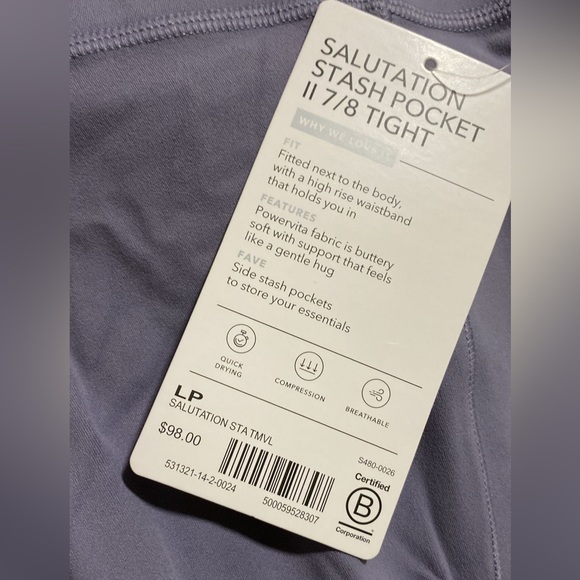 SALUTATION
STASH POCKET
II 7/8 TIGHT
WHY WE LOVE IT
FIT
Fitted next to the body,
with a high rise waistband
that holds you in
FEATURES
Powervita fabric is buttery
soft with support that feels
like a gentle hug
FAVE
Side stash pockets
to store your essentials
QUICK
DRYING
COMPRESSION
BREATHABLE
LP
SALUTATION STA TMVL
$98.00
S480-0026
531321-14-2-0024
500059528307
Certified
B
Corporation